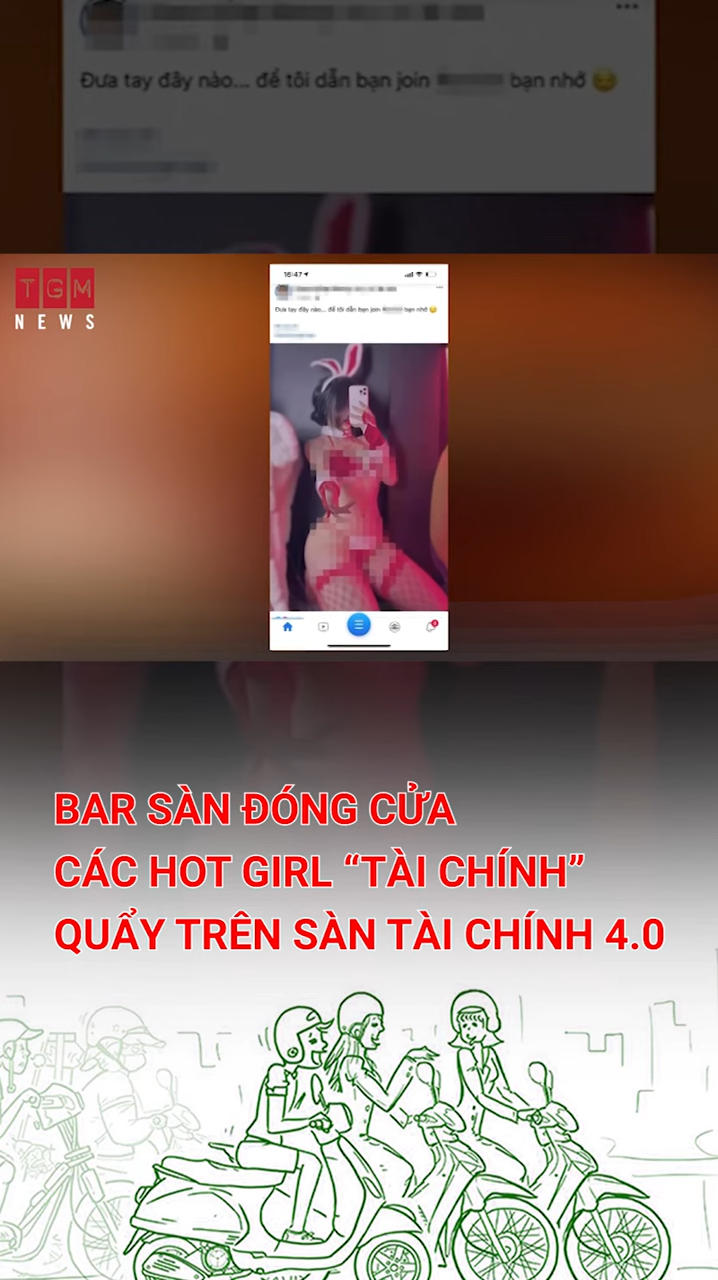 Đưa tay đây nào... để tôi dẫn bạn join bạn nhớ
TGM
NEWS
16:47
Đưa tay đây nào... để tôi dẫn bạn join bạn nhớ
BAR SÀN ĐÓNG CỬA
CÁC HOT GIRL “TÀI CHÍNH”
QUẨY TRÊN SÀN TÀI CHÍNH 4.0